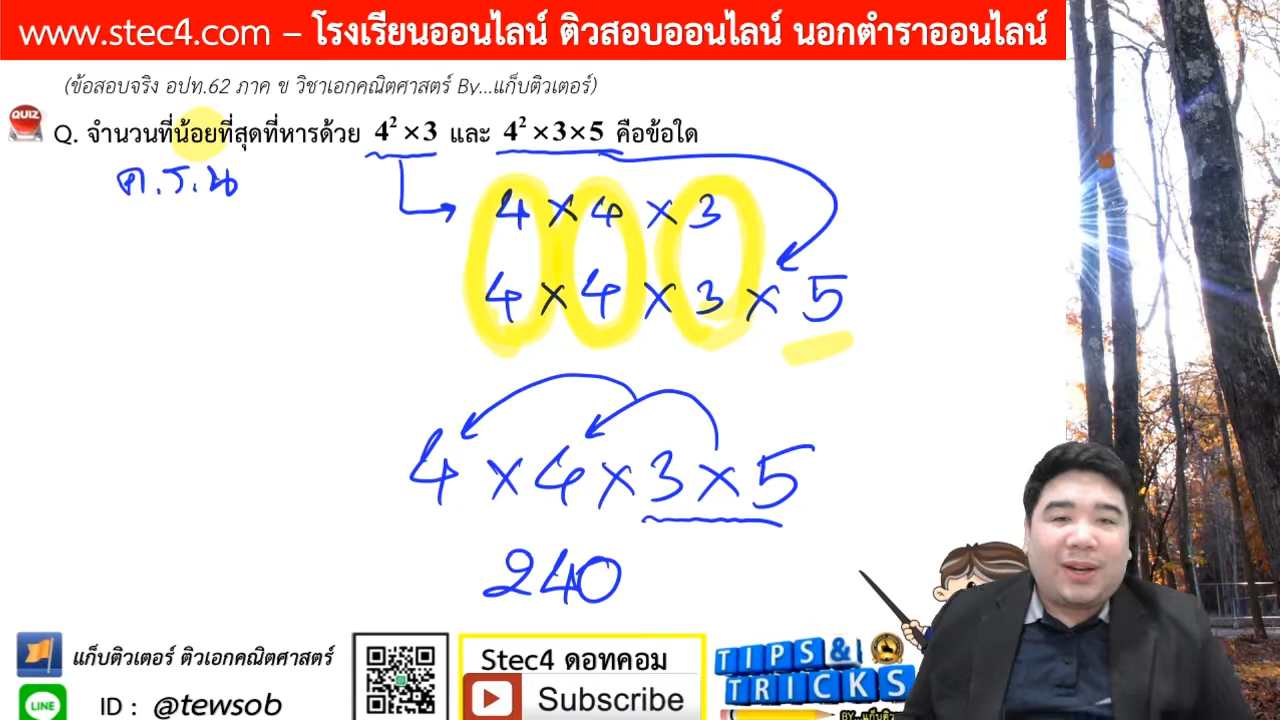 www.stec4.com – โรงเรียนออนไลน์ ติวสอบออนไลน์ นอกตำราออนไลน์
(ข้อสอบจริง อปท.62 ภาค ข วิชาเอกคณิตศาสตร์ By...แก็บติวเตอร์)
QUIZ
Q. จำนวนที่น้อยที่สุดที่หารด้วย 4² × 3 และ 4² × 3 × 5 คือข้อใด
ค.ร.น
4 × 4 × 3
4 × 4 × 3 × 5
4 × 4 × 3 × 5
240
แก็บติวเตอร์ ติวเอกคณิตศาสตร์
LINE
ID : @tewsob
Stec4 ดอทคอม
Subscribe
TIPS &
TRICKS